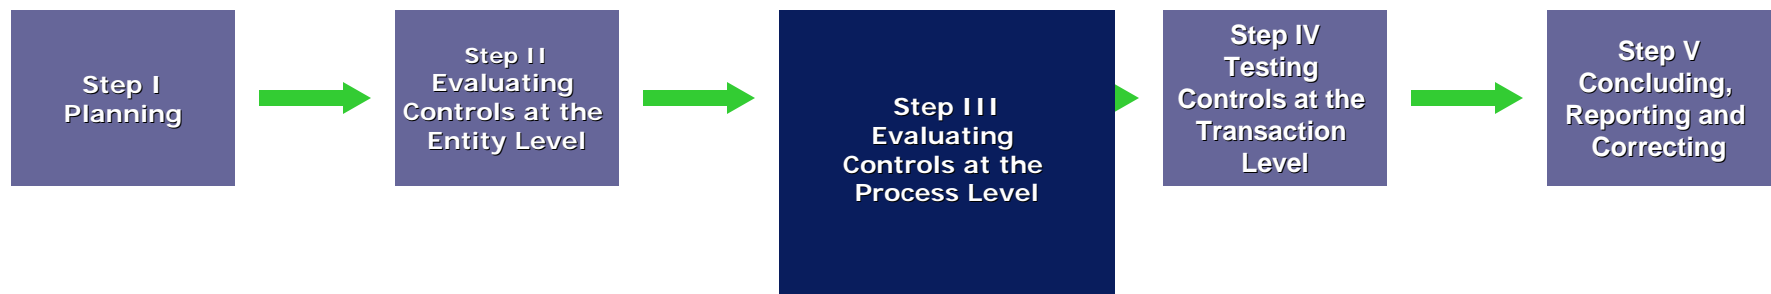 Step I
Planning
Step II
Evaluating
Controls at the
Entity Level
Step III
Evaluating
Controls at the
Process Level
Step IV
Testing
Controls at the
Transaction
Level
Step V
Concluding,
Reporting and
Correcting